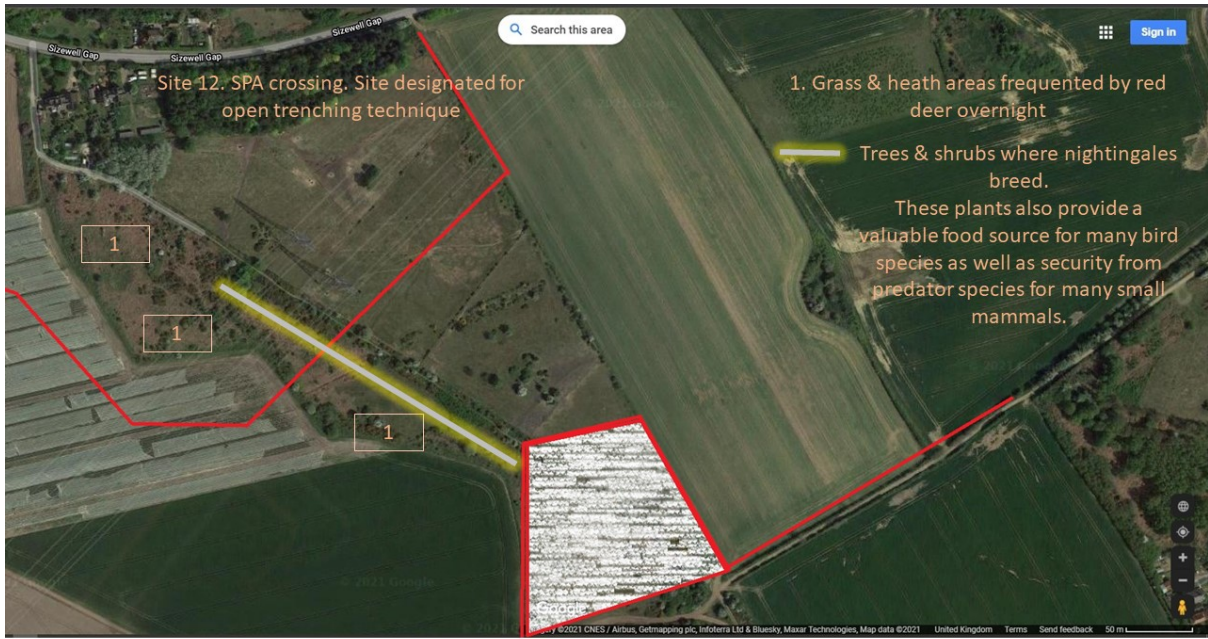 Sizewell Gap
Sizewell Gap
Sizewell Gap
Search this area
Sign in
Site 12. SPA crossing. Site designated for
open trenching technique
1. Grass & heath areas frequented by red
deer overnight
Trees & shrubs where nightingales
breed.
These plants also provide a
valuable food source for many bird
species as well as security from
predator species for many small
mammals.
1
1
1
© 2021 Google
Google
©2021 CNES / Airbus, Getmapping plc, Infoterra Ltd & Bluesky, Maxar Technologies, Map data ©2021 United Kingdom Terms Send feedback 50 m